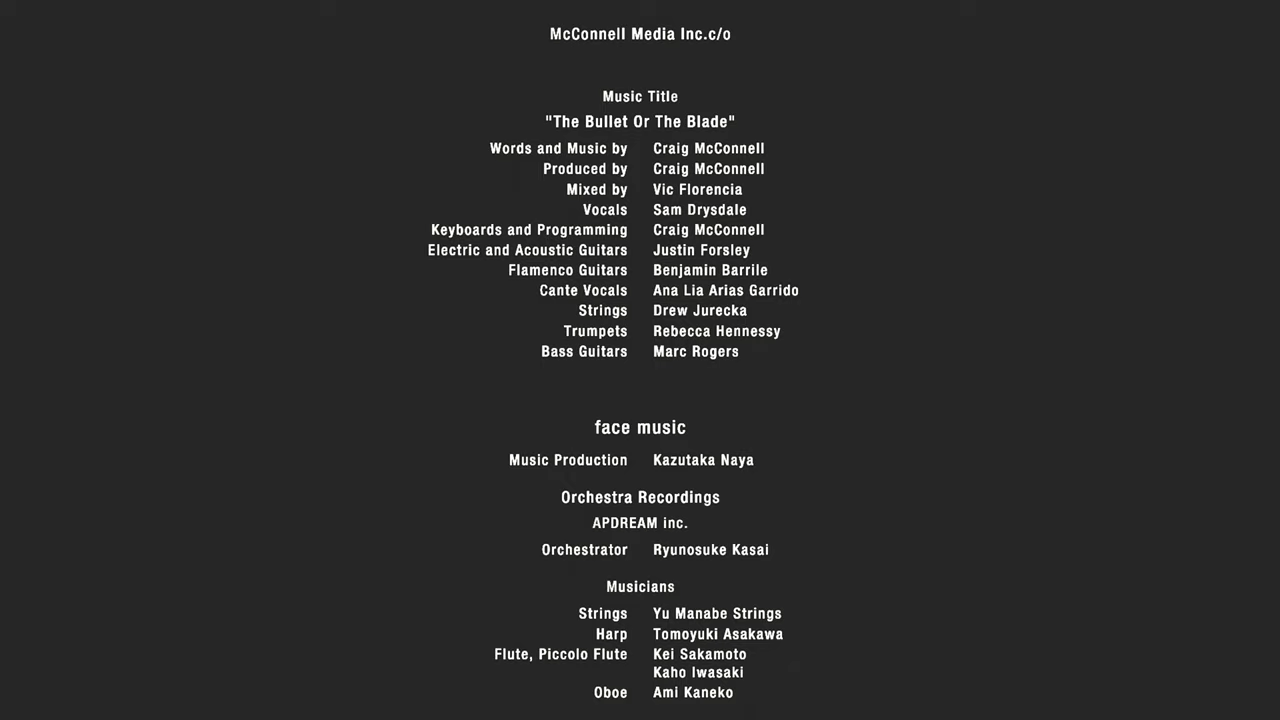 McConnell Media Inc.c/o
Music Title
"The Bullet Or The Blade"
Words and Music by Craig McConnell
Produced by Craig McConnell
Mixed by Vic Florencia
Vocals Sam Drysdale
Keyboards and Programming Craig McConnell
Electric and Acoustic Guitars Justin Forsley
Flamenco Guitars Benjamin Barrile
Cante Vocals Ana Lia Arias Garrido
Strings Drew Jurecka
Trumpets Rebecca Hennessy
Bass Guitars Marc Rogers
face music
Music Production Kazutaka Naya
Orchestra Recordings
APDREAM inc.
Orchestrator Ryunosuke Kasai
Musicians
Strings Yu Manabe Strings
Harp Tomoyuki Asakawa
Flute, Piccolo Flute Kei Sakamoto
Kaho Iwasaki
Oboe Ami Kaneko